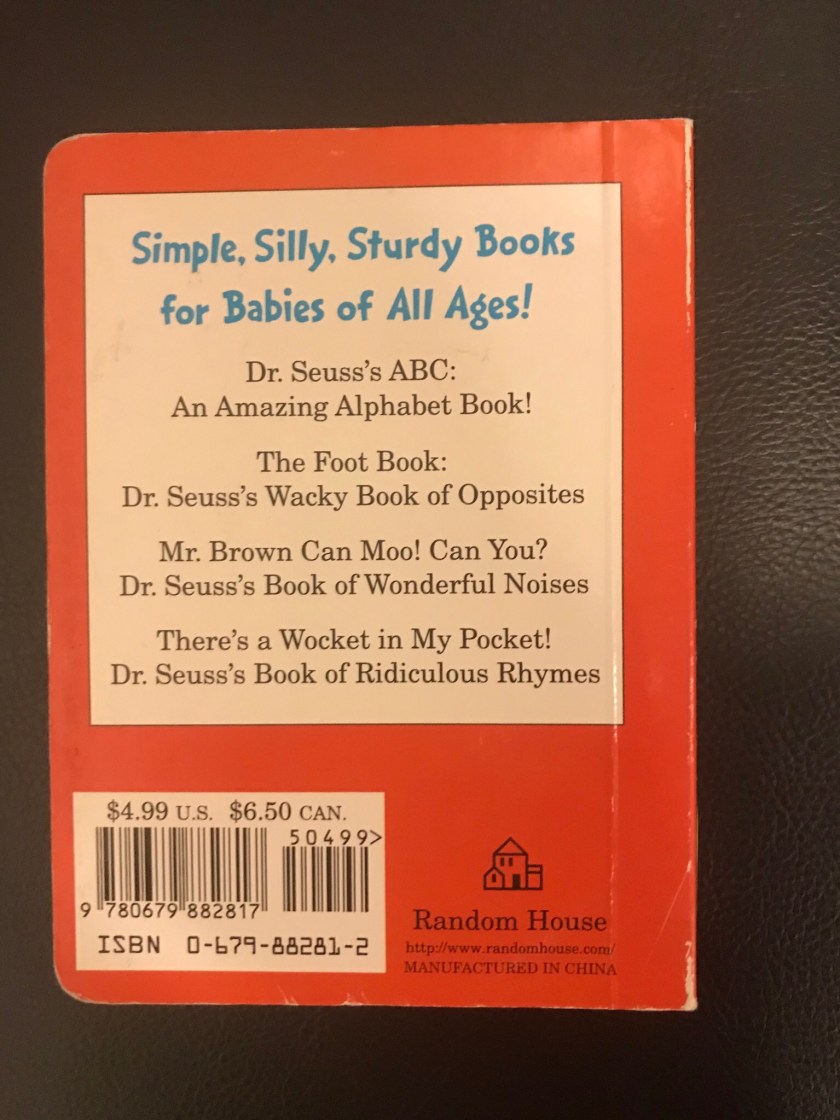 Simple, Silly, Sturdy Books
for Babies of All Ages!
Dr. Seuss's ABC:
An Amazing Alphabet Book!
The Foot Book:
Dr. Seuss's Wacky Book of Opposites
Mr. Brown Can Moo! Can You?
Dr. Seuss's Book of Wonderful Noises
There's a Wocket in My Pocket!
Dr. Seuss's Book of Ridiculous Rhymes
$4.99 U.S. $6.50 CAN.
50499>
9 780679 882817
ISBN 0-679-88281-2
Random House
http://www.randomhouse.com/
MANUFACTURED IN CHINA